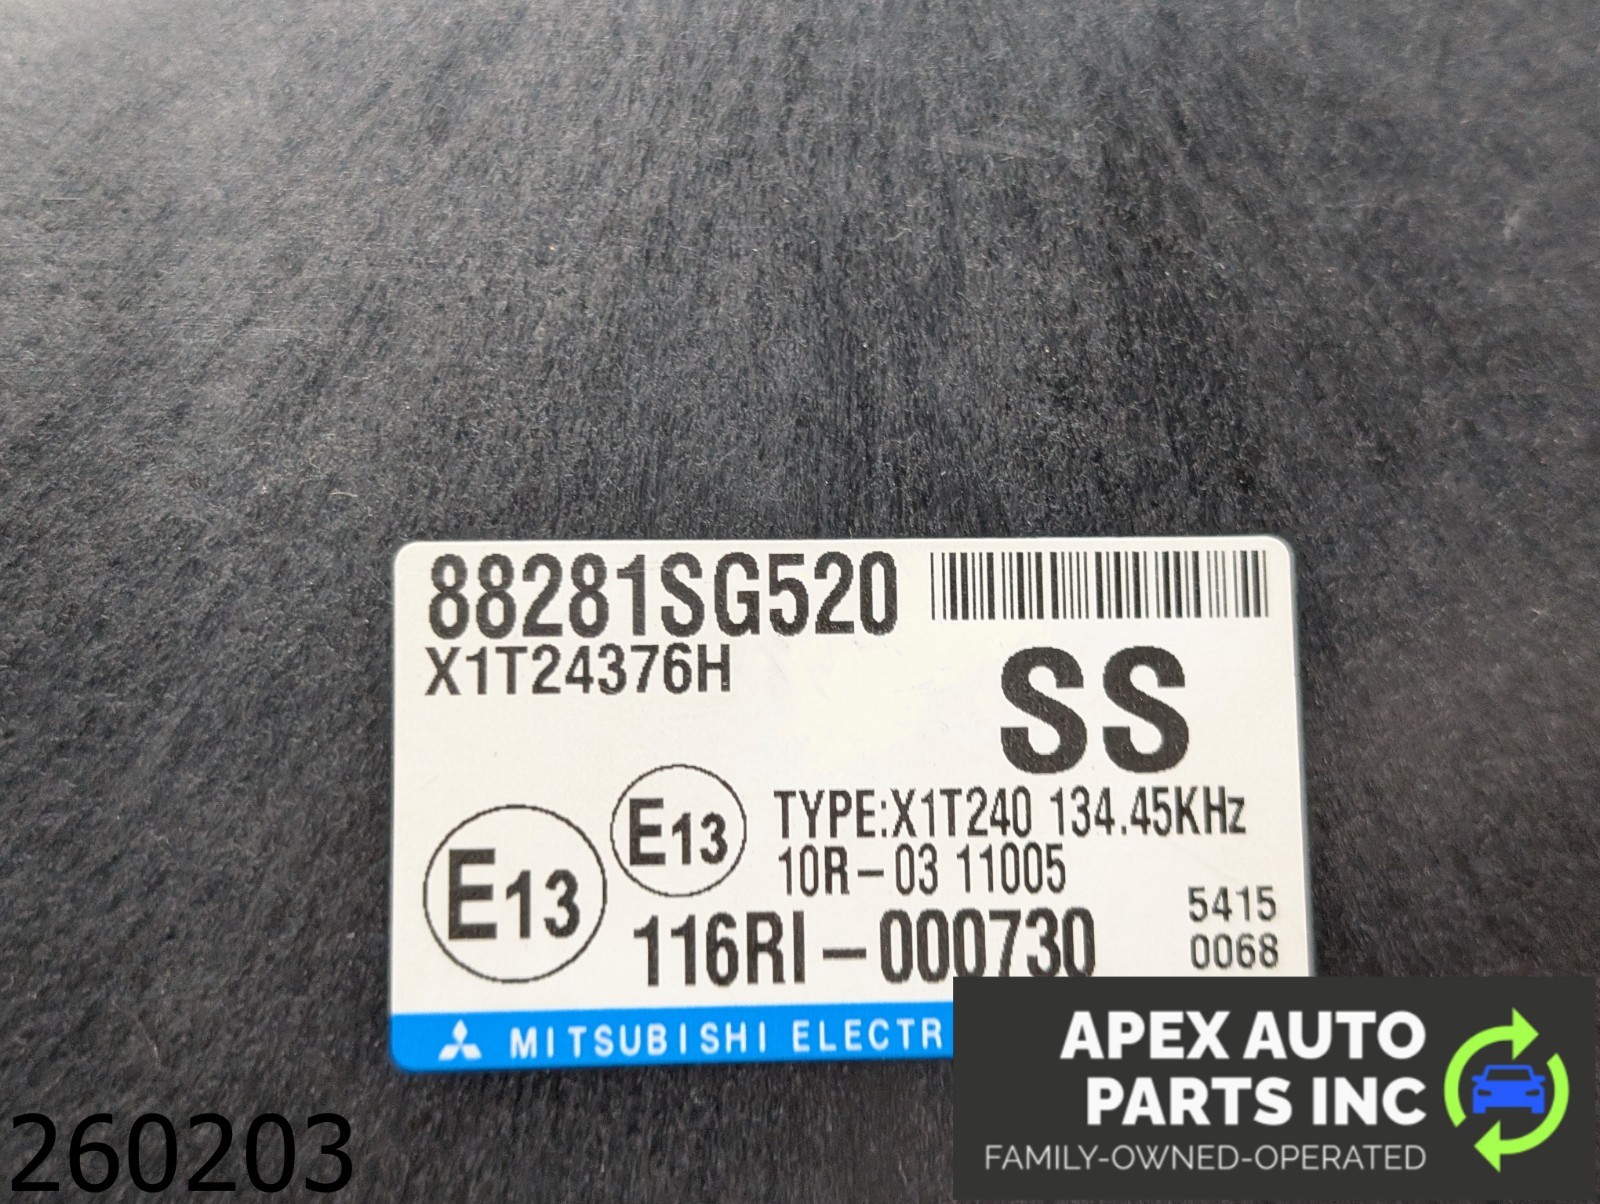 88281SG520
X1T24376H
SS
E13
E13
TYPE:X1T240 134.45KHz
10R-03 11005
116RI-000730
5415
0068
MITSUBISHI ELECTR
APEX AUTO
PARTS INC
FAMILY-OWNED-OPERATED
260203